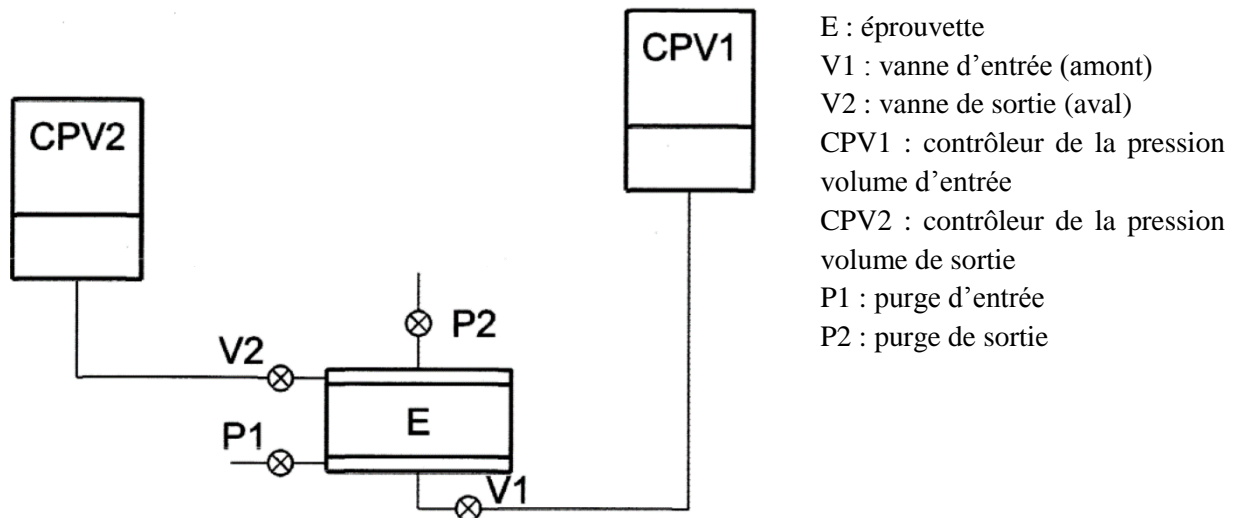 CPV1
CPV2
P2
V2
E
P1
V1
E : éprouvette
V1 : vanne d’entrée (amont)
V2 : vanne de sortie (aval)
CPV1 : contrôleur de la pression
volume d’entrée
CPV2 : contrôleur de la pression
volume de sortie
P1 : purge d’entrée
P2 : purge de sortie